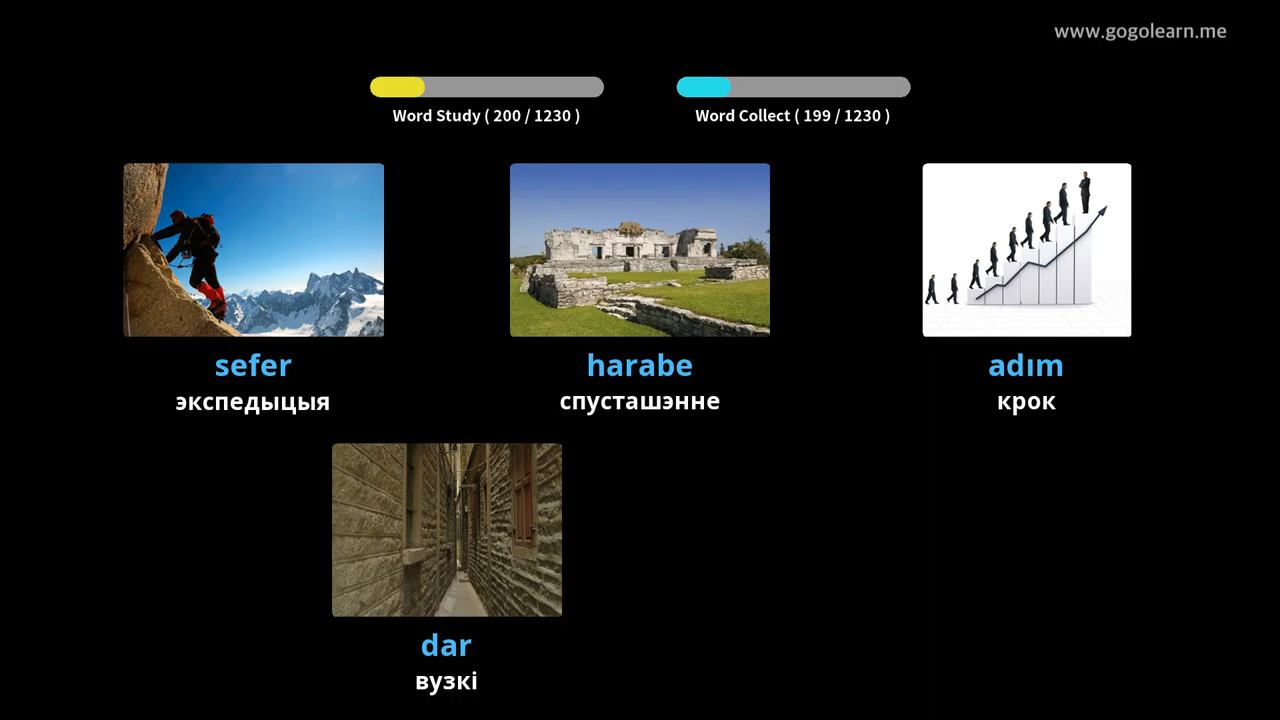 www.gogolearn.me
Word Study ( 200 / 1230 )
Word Collect ( 199 / 1230 )
sefer
экспедыцыя
harabe
спусташэнне
adım
крок
dar
вузкі